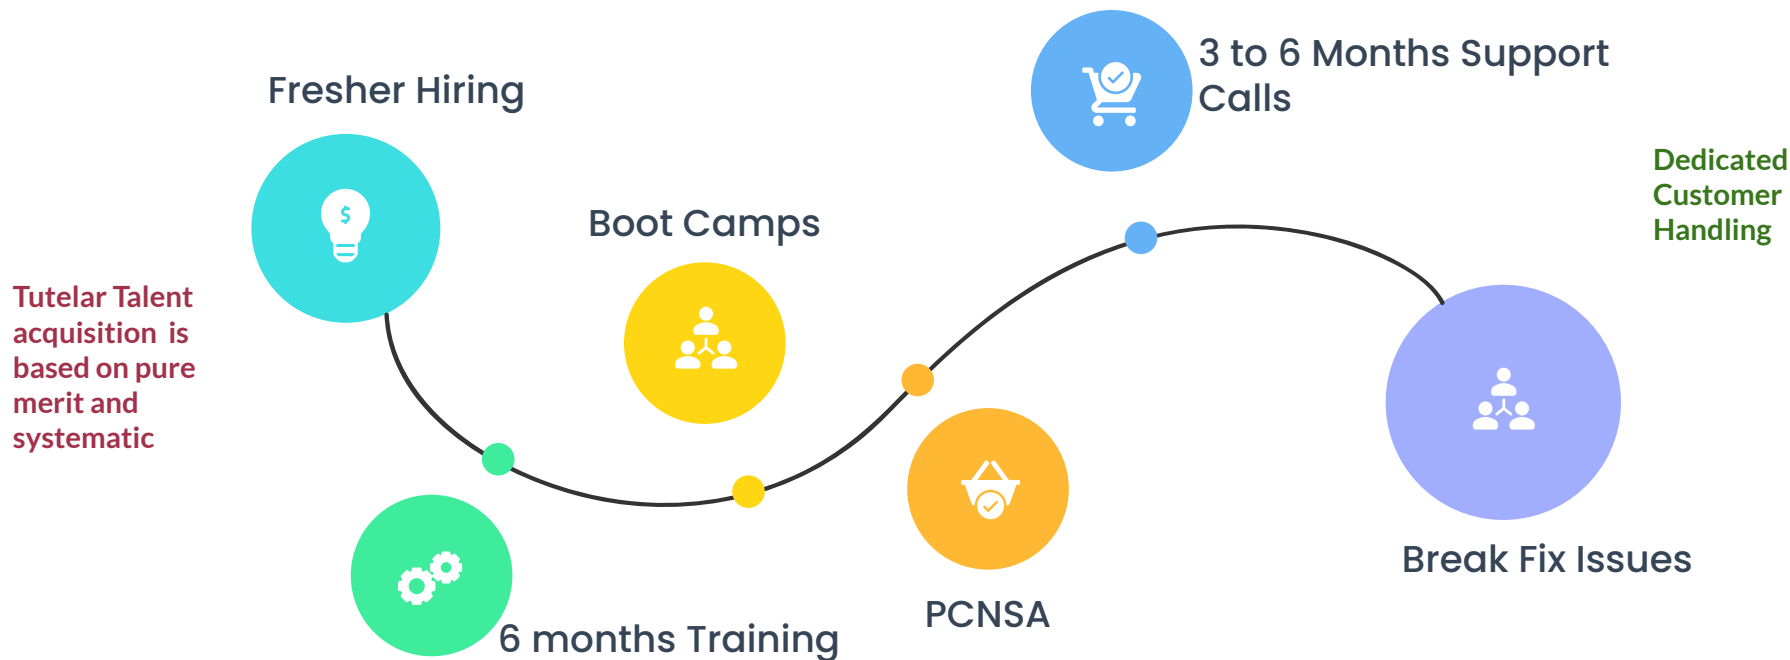 Fresher Hiring
3 to 6 Months Support
Calls
Dedicated
Customer
Handling
Boot Camps
Tutelar Talent
acquisition is
based on pure
merit and
systematic
$
Break Fix Issues
PCNSA
6 months Training